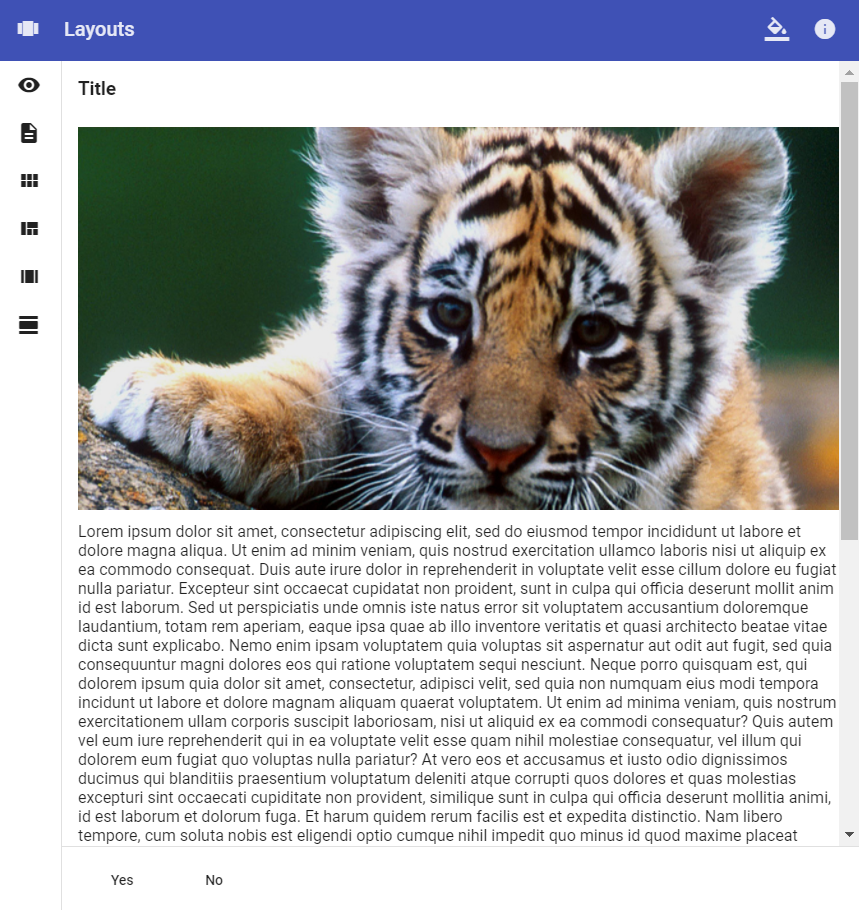 Layouts
Title
Lorem ipsum dolor sit amet, consectetur adipiscing elit, sed do eiusmod tempor incididunt ut labore et
dolore magna aliqua. Ut enim ad minim veniam, quis nostrud exercitation ullamco laboris nisi ut aliquip ex
ea commodo consequat. Duis aute irure dolor in reprehenderit in voluptate velit esse cillum dolore eu fugiat
nulla pariatur. Excepteur sint occaecat cupidatat non proident, sunt in culpa qui officia deserunt mollit anim
id est laborum. Sed ut perspiciatis unde omnis iste natus error sit voluptatem accusantium doloremque
laudantium, totam rem aperiam, eaque ipsa quae ab illo inventore veritatis et quasi architecto beatae vitae
dicta sunt explicabo. Nemo enim ipsam voluptatem quia voluptas sit aspernatur aut odit aut fugit, sed quia
consequuntur magni dolores eos qui ratione voluptatem sequi nesciunt. Neque porro quisquam est, qui
dolorem ipsum quia dolor sit amet, consectetur, adipisci velit, sed quia non numquam eius modi tempora
incidunt ut labore et dolore magnam aliquam quaerat voluptatem. Ut enim ad minima veniam, quis nostrum
exercitationem ullam corporis suscipit laboriosam, nisi ut aliquid ex ea commodi consequatur? Quis autem
vel eum iure reprehenderit qui in ea voluptate velit esse quam nihil molestiae consequatur, vel illum qui
dolorem eum fugiat quo voluptas nulla pariatur? At vero eos et accusamus et iusto odio dignissimos
ducimus qui blanditiis praesentium voluptatum deleniti atque corrupti quos dolores et quas molestias
excepturi sint occaecati cupiditate non provident, similique sunt in culpa qui officia deserunt mollitia animi,
id est laborum et dolorum fuga. Et harum quidem rerum facilis est et expedita distinctio. Nam libero
tempore, cum soluta nobis est eligendi optio cumque nihil impedit quo minus id quod maxime placeat
Yes No